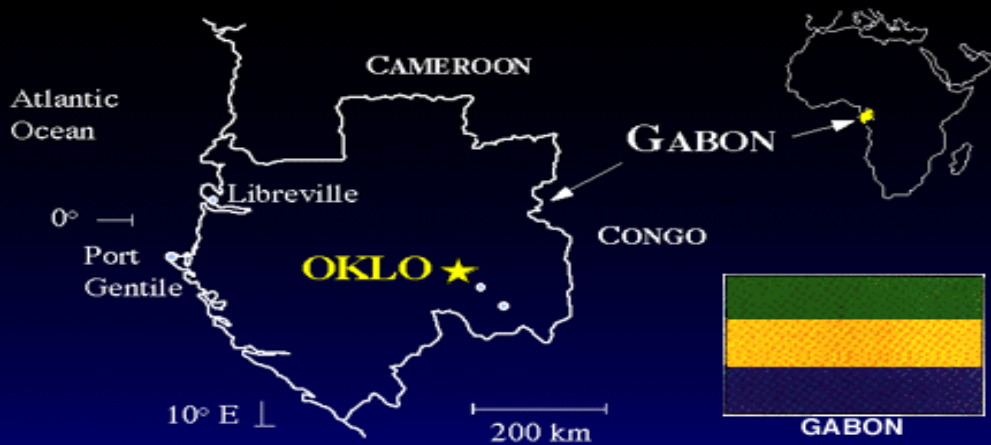 CAMEROON
Atlantic
Ocean
GABON
Libreville
0°
CONGO
Port
Gentile
OKLO
10° E
200 km
GABON